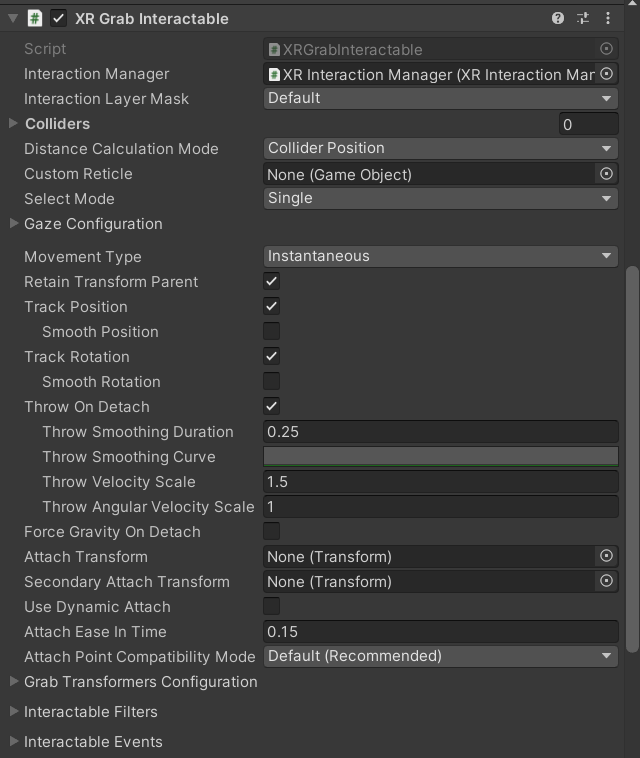 XR Grab Interactable
Script XRGrabInteractable
Interaction Manager XR Interaction Manager (XR Interaction Mar
Interaction Layer Mask Default
Colliders 0
Distance Calculation Mode Collider Position
Custom Reticle None (Game Object)
Select Mode Single
Gaze Configuration
Movement Type Instantaneous
Retain Transform Parent
Track Position
Smooth Position
Track Rotation
Smooth Rotation
Throw On Detach
Throw Smoothing Duration 0.25
Throw Smoothing Curve
Throw Velocity Scale 1.5
Throw Angular Velocity Scale 1
Force Gravity On Detach
Attach Transform None (Transform)
Secondary Attach Transform None (Transform)
Use Dynamic Attach
Attach Ease In Time 0.15
Attach Point Compatibility Mode Default (Recommended)
Grab Transformers Configuration
Interactable Filters
Interactable Events